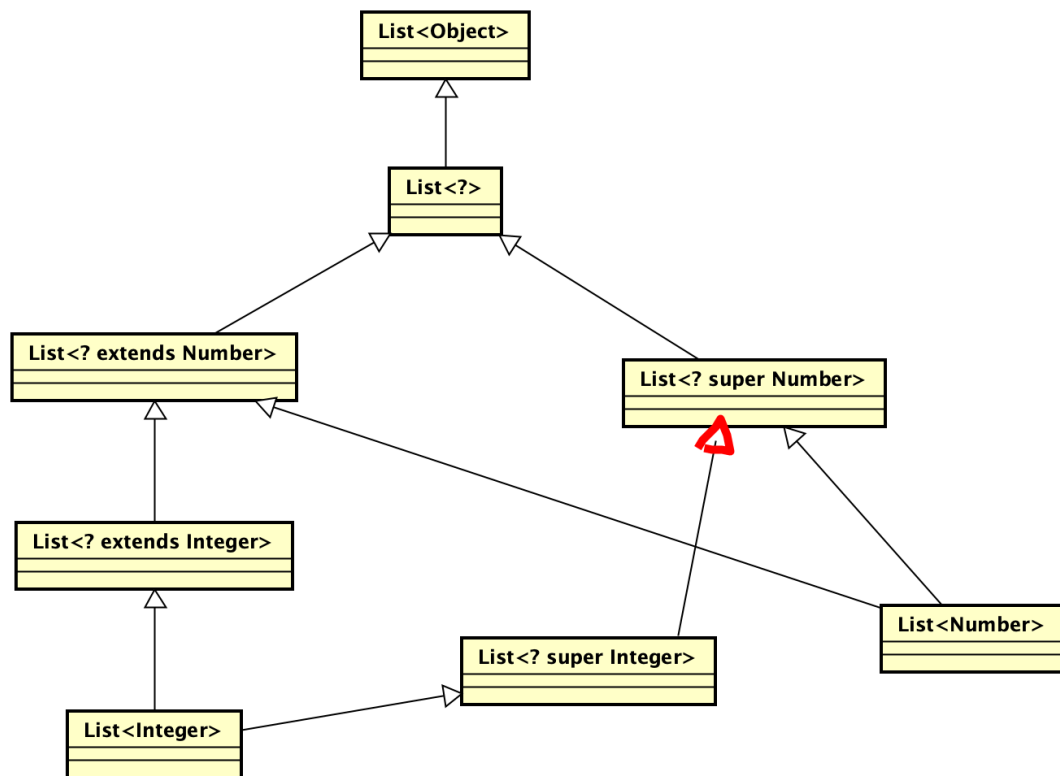 List<Object>
List<?>
List<? extends Number>
List<? super Number>
List<? extends Integer>
List<Number>
List<? super Integer>
List<Integer>